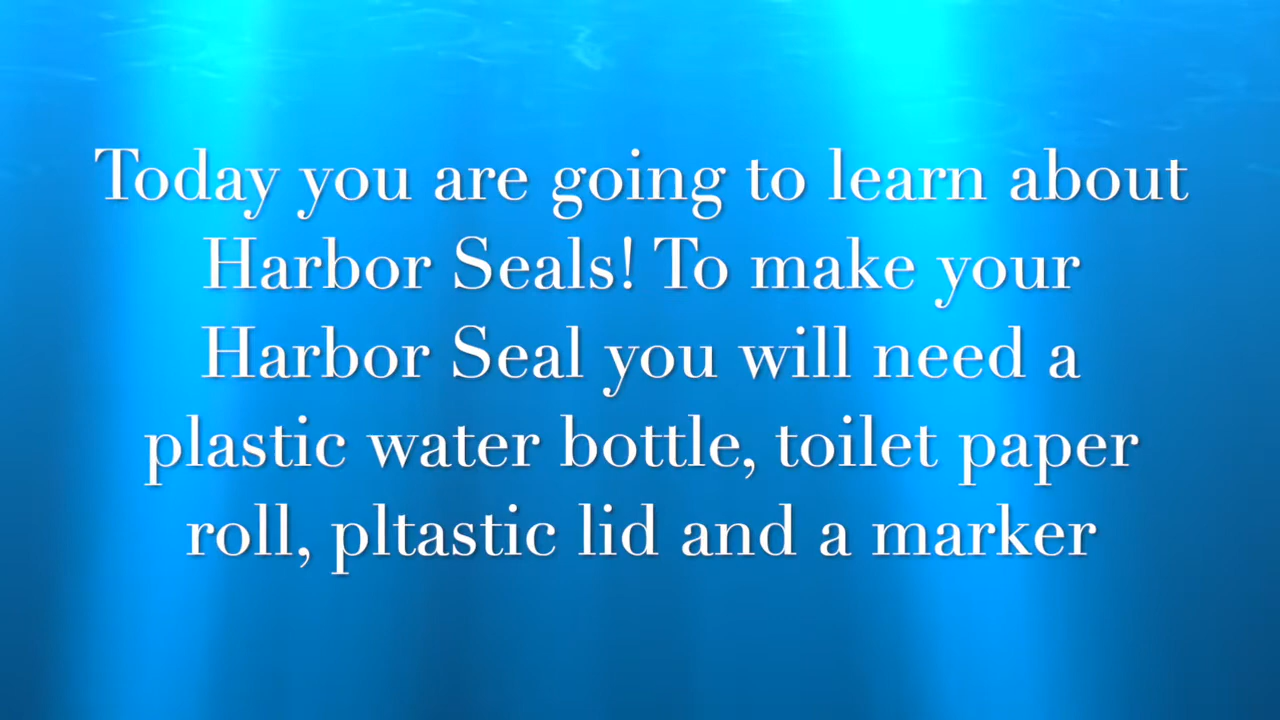 Today you are going to learn about
Harbor Seals! To make your
Harbor Seal you will need a
plastic water bottle, toilet paper
roll, pltastic lid and a marker